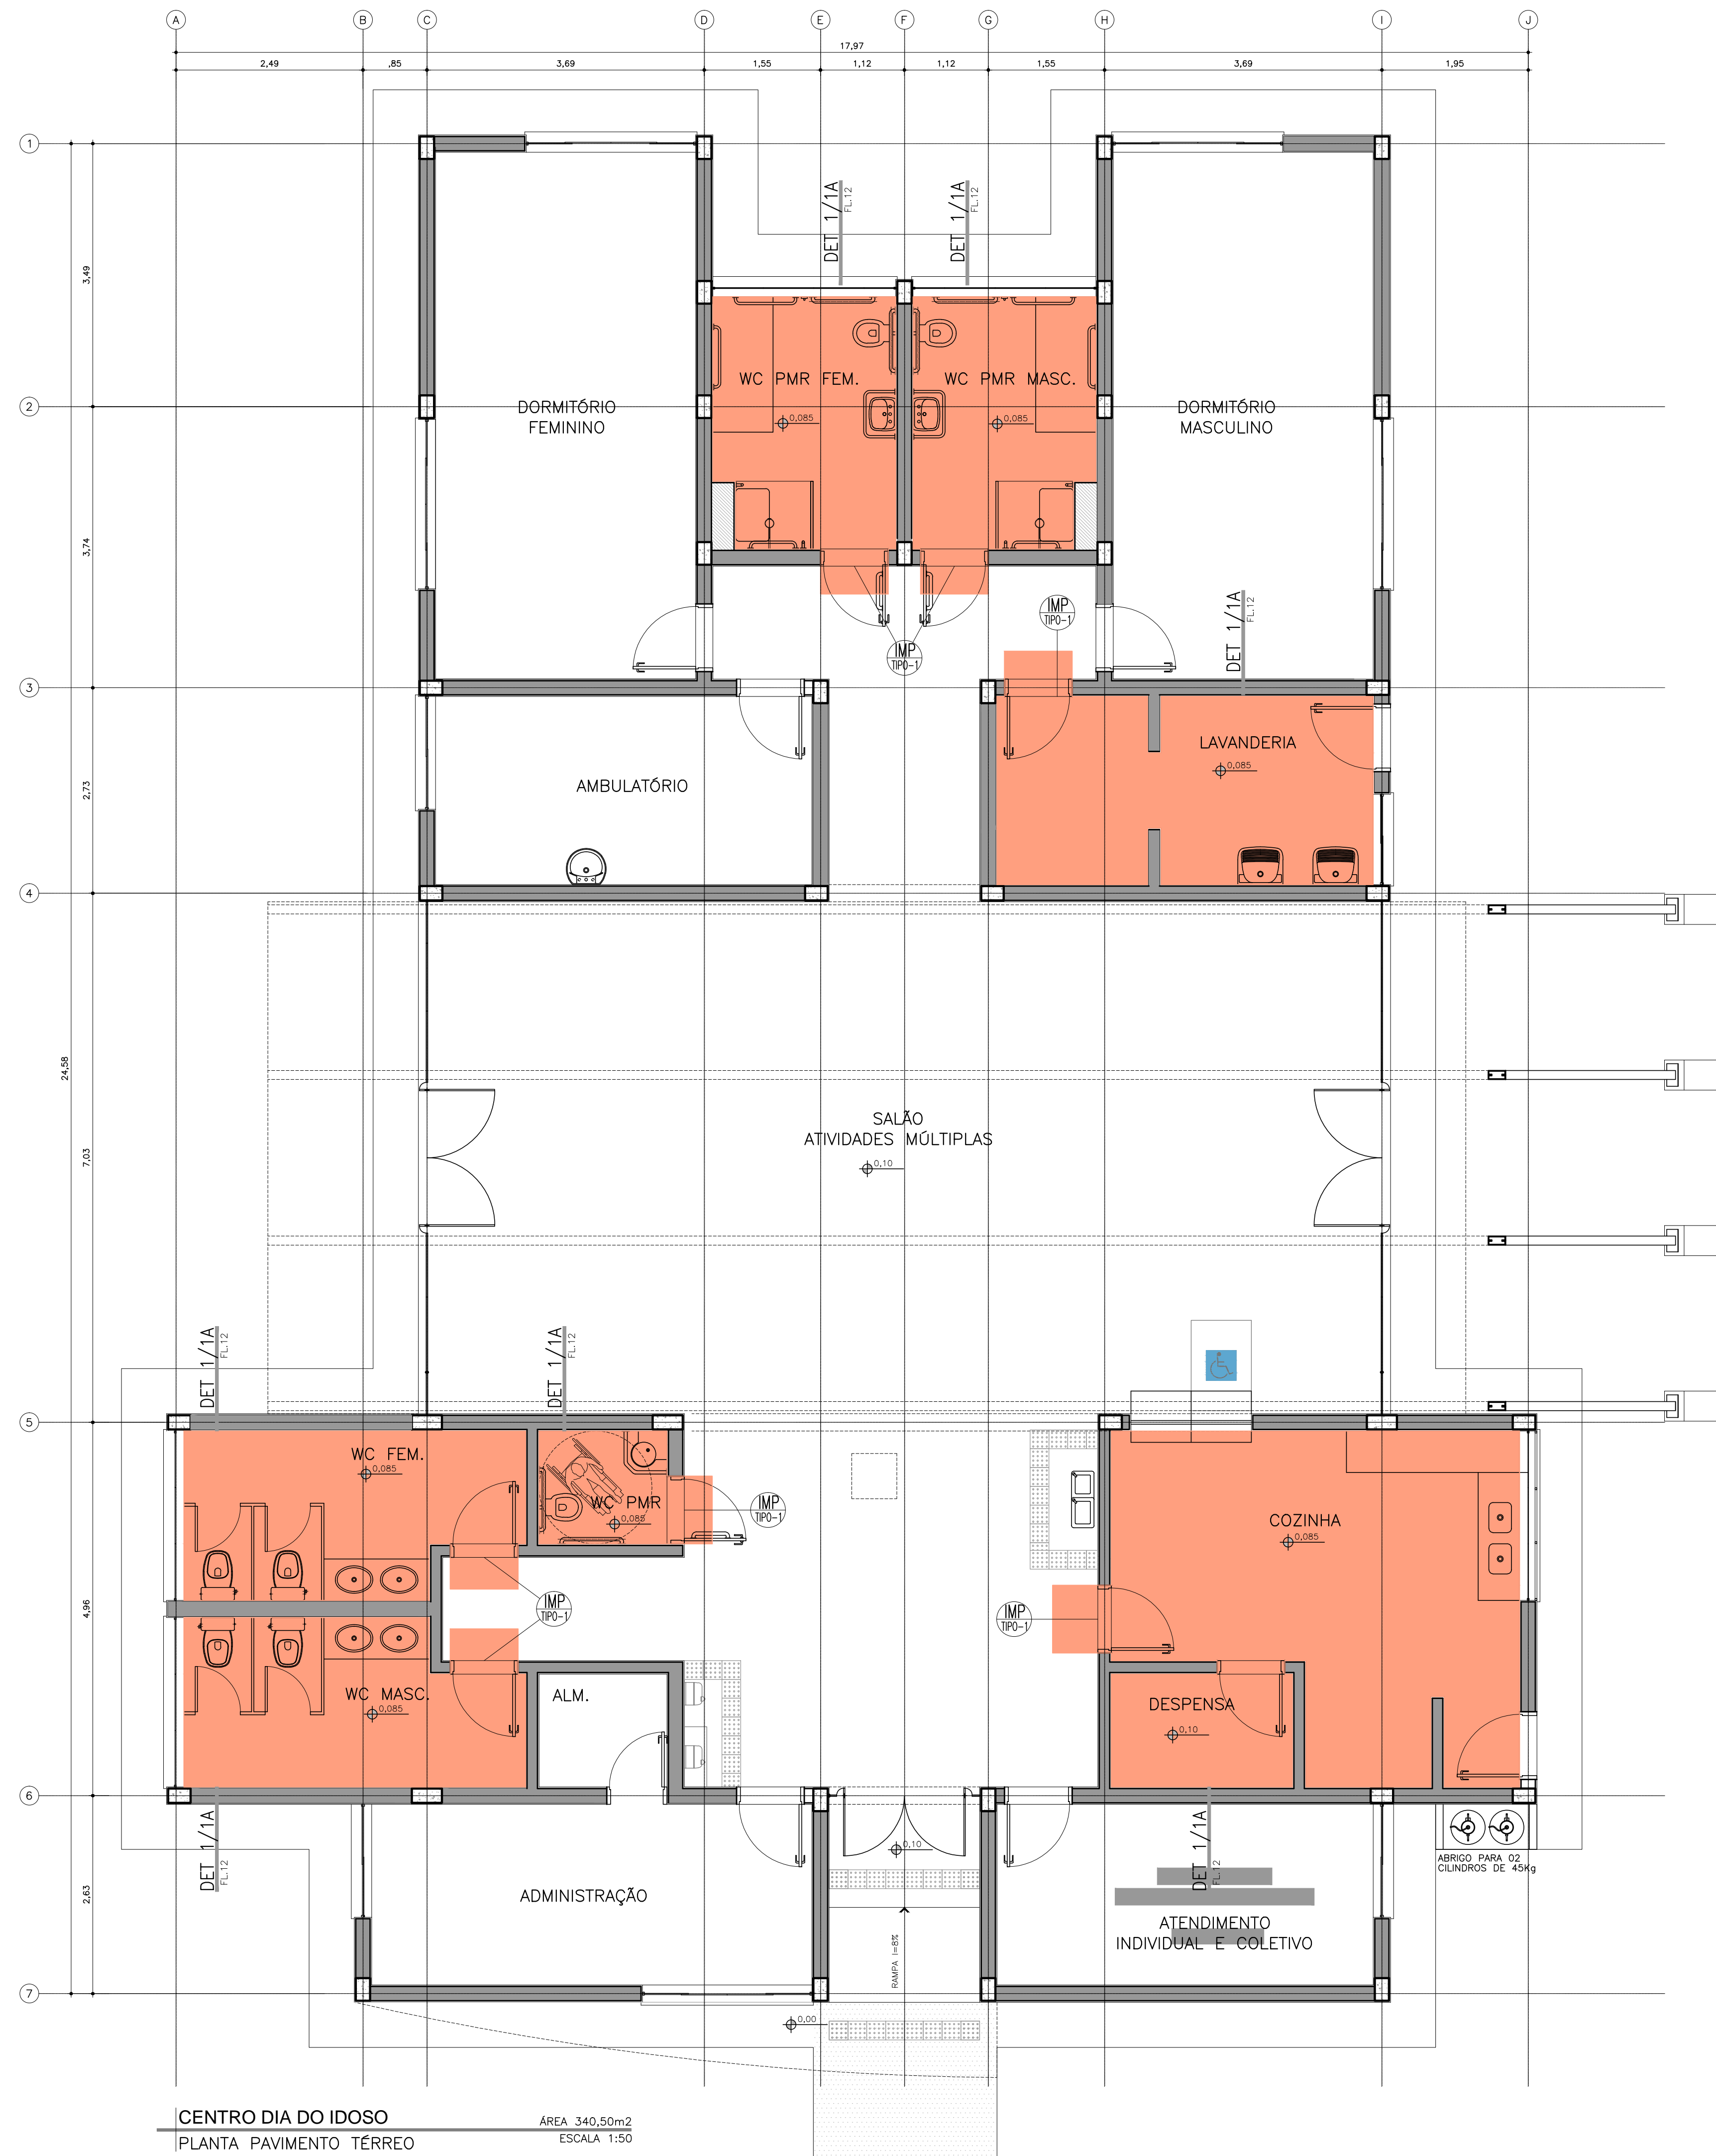 A B C D E F G H I J
17,97
2,49 ,85 3,69 1,55 1,12 1,12 1,55 3,69 1,95
1
DET 1/1A
FL.12
DET 1/1A
FL.12
3,49
WC PMR FEM.
0,085
WC PMR MASC.
0,085
2
DORMITÓRIO
FEMININO
DORMITÓRIO
MASCULINO
3,74
IMP
TIPO-1
IMP
TIPO-1
DET 1/1A
FL.12
3
2,73
AMBULATÓRIO
LAVANDERIA
0,085
4
24,58
7,03
SALÃO
ATIVIDADES MÚLTIPLAS
0,10
DET 1/1A
FL.12
DET 1/1A
FL.12
5
WC FEM.
0,085
WC PMR
0,085
IMP
TIPO-1
COZINHA
0,085
4,96
IMP
TIPO-1
IMP
TIPO-1
WC MASC.
0,085
ALM.
DESPENSA
0,10
6
DET 1/1A
FL.12
0,10
DET 1/1A
FL.12
ABRIGO PARA 02
CILINDROS DE 45Kg
2,63
ADMINISTRAÇÃO
RAMPA I=8%
ATENDIMENTO
INDIVIDUAL E COLETIVO
7
0,00
CENTRO DIA DO IDOSO
ÁREA 340,50m2
PLANTA PAVIMENTO TÉRREO
ESCALA 1:50